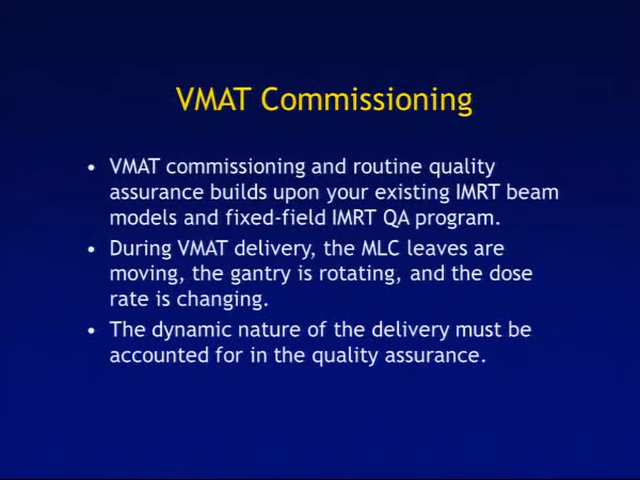 VMAT Commissioning
• VMAT commissioning and routine quality
assurance builds upon your existing IMRT beam
models and fixed-field IMRT QA program.
• During VMAT delivery, the MLC leaves are
moving, the gantry is rotating, and the dose
rate is changing.
• The dynamic nature of the delivery must be
accounted for in the quality assurance.